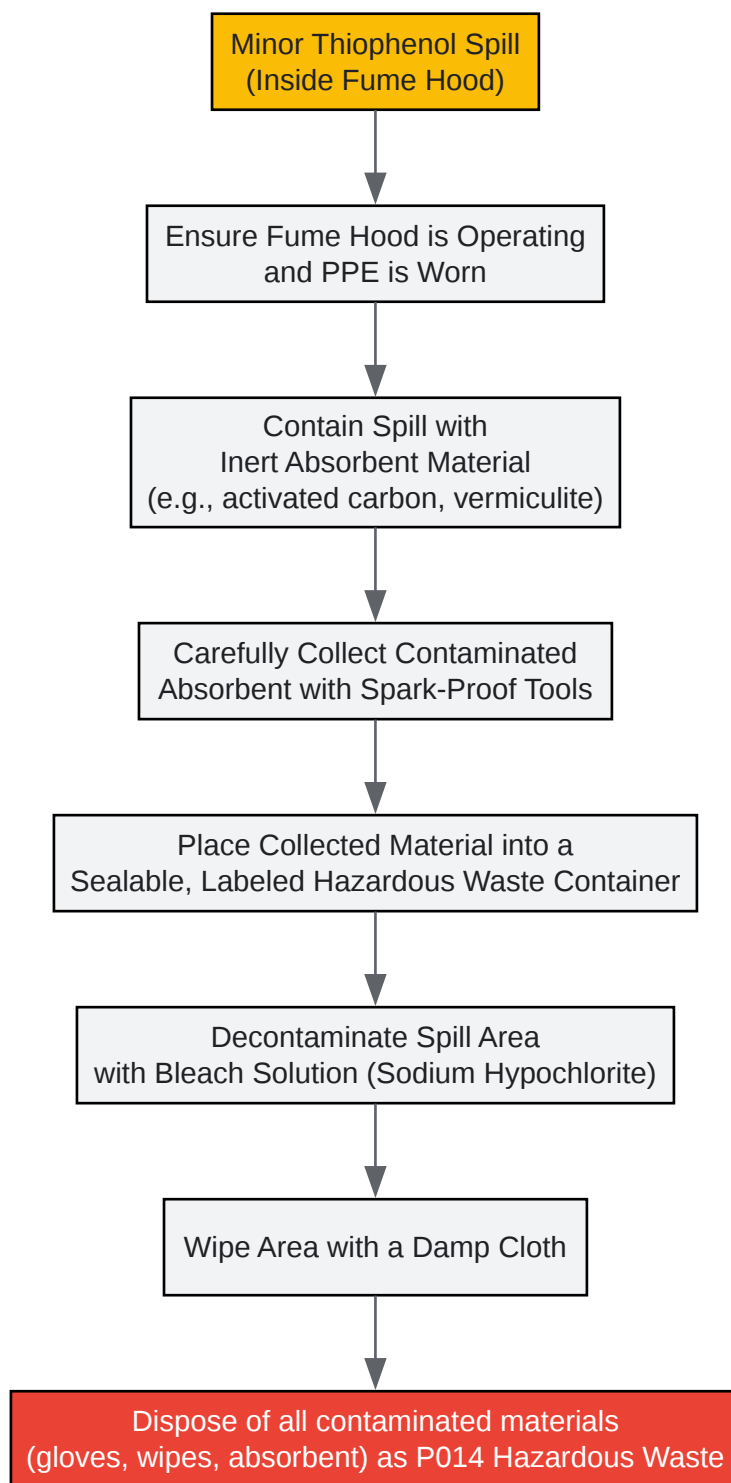 Minor Thiophenol Spill
(Inside Fume Hood)
Ensure Fume Hood is Operating
and PPE is Worn
Contain Spill with
Inert Absorbent Material
(e.g., activated carbon, vermiculite)
Carefully Collect Contaminated
Absorbent with Spark-Proof Tools
Place Collected Material into a
Sealable, Labeled Hazardous Waste Container
Decontaminate Spill Area
with Bleach Solution (Sodium Hypochlorite)
Wipe Area with a Damp Cloth
Dispose of all contaminated materials
(gloves, wipes, absorbent) as P014 Hazardous Waste